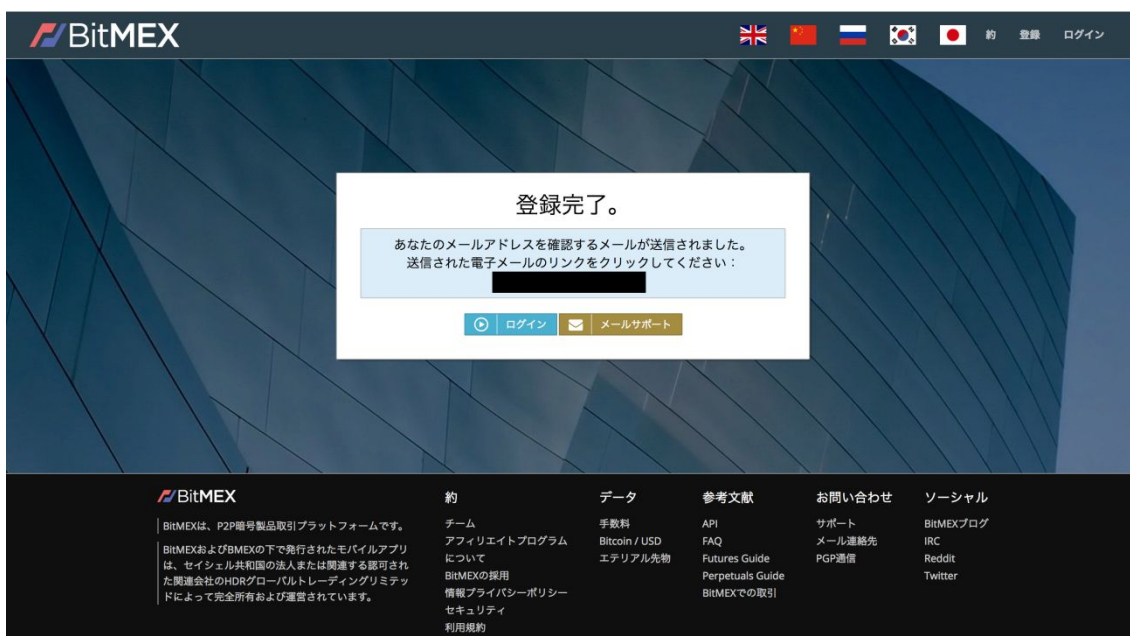 BitMEX
約 登録 ログイン
登録完了。
あなたのメールアドレスを確認するメールが送信されました。
送信された電子メールのリンクをクリックしてください：
ログイン メールサポート
BitMEX
BitMEXは、P2P暗号製品取引プラットフォームです。
BitMEXおよびBMEXの下で発行されたモバイルアプリ
は、セイシェル共和国の法人または関連する認可され
た関連会社のHDRグローバルトレーディングリミテッ
ドによって完全所有および運営されています。
約
チーム
アフィリエイトプログラム
について
BitMEXの採用
情報プライバシーポリシー
セキュリティ
利用規約
データ
手数料
Bitcoin / USD
エテリアル先物
参考文献
API
FAQ
Futures Guide
Perpetuals Guide
BitMEXでの取引
お問い合わせ
サポート
メール連絡先
PGP通信
ソーシャル
BitMEXブログ
IRC
Reddit
Twitter